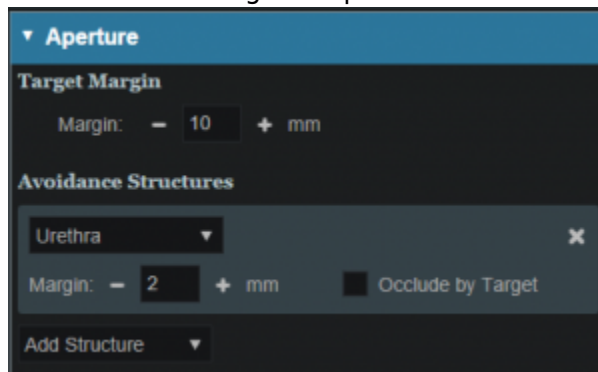 ▼ Aperture
Target Margin
Margin: − 10 + mm
Avoidance Structures
Urethra ▼
Margin: − 2 + mm Occlude by Target
Add Structure ▼